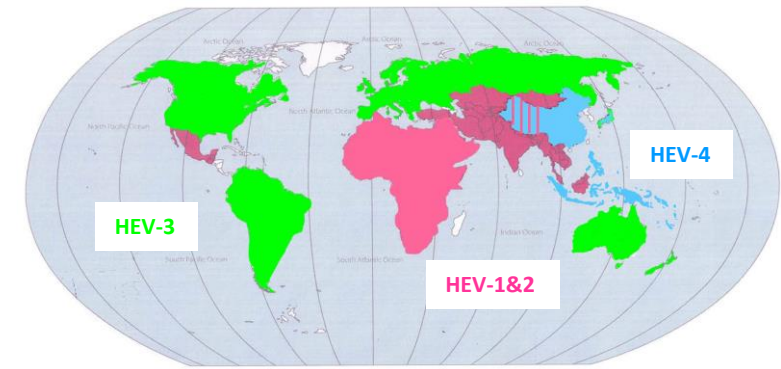 Arctic Ocean
Arctic Ocean
Arctic Ocean
North Atlantic Ocean
North Pacific Ocean
HEV-4
HEV-3
Indian Ocean
South Pacific Ocean
South Atlantic Ocean
HEV-1&2